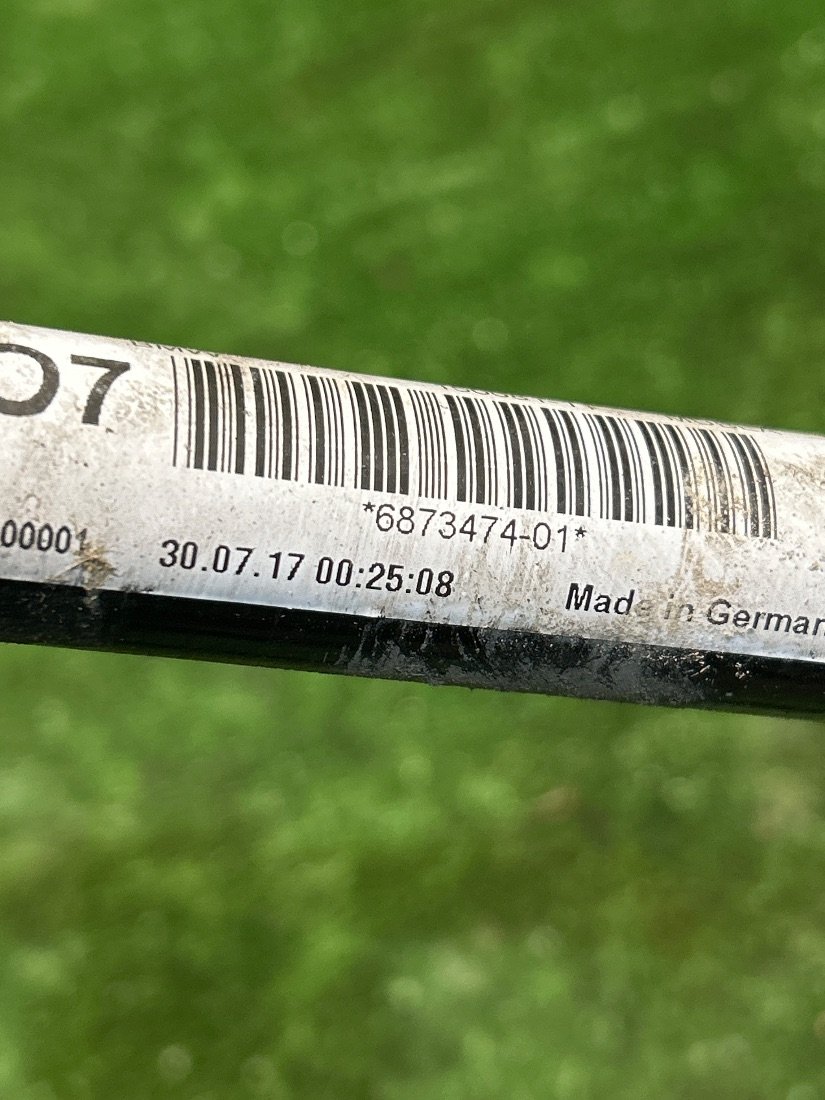 07
*6873474-01*
00001 30.07.17 00:25:08 Made in German